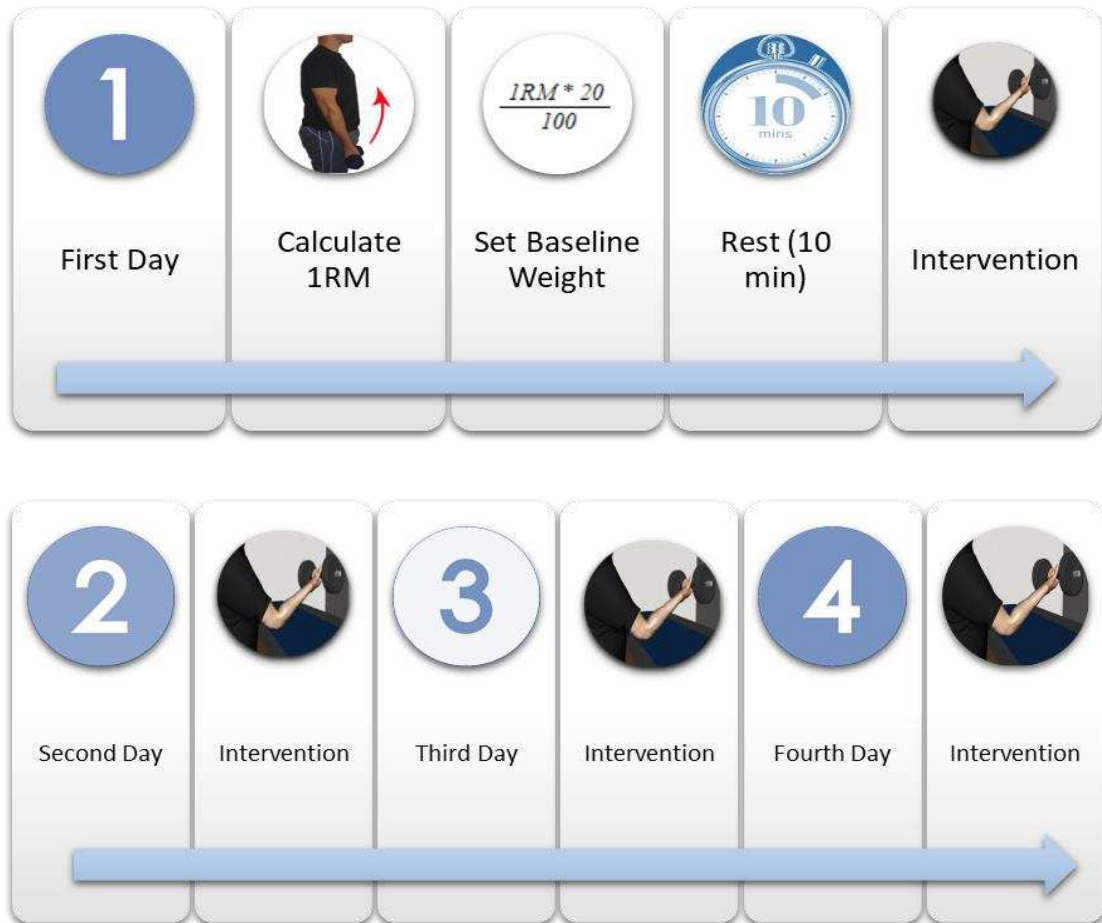 1
First Day
Calculate
1RM
1RM * 20
100
Set Baseline
Weight
10
mins
Rest (10
min)
Intervention
2
Second Day
Intervention
3
Third Day
Intervention
4
Fourth Day
Intervention